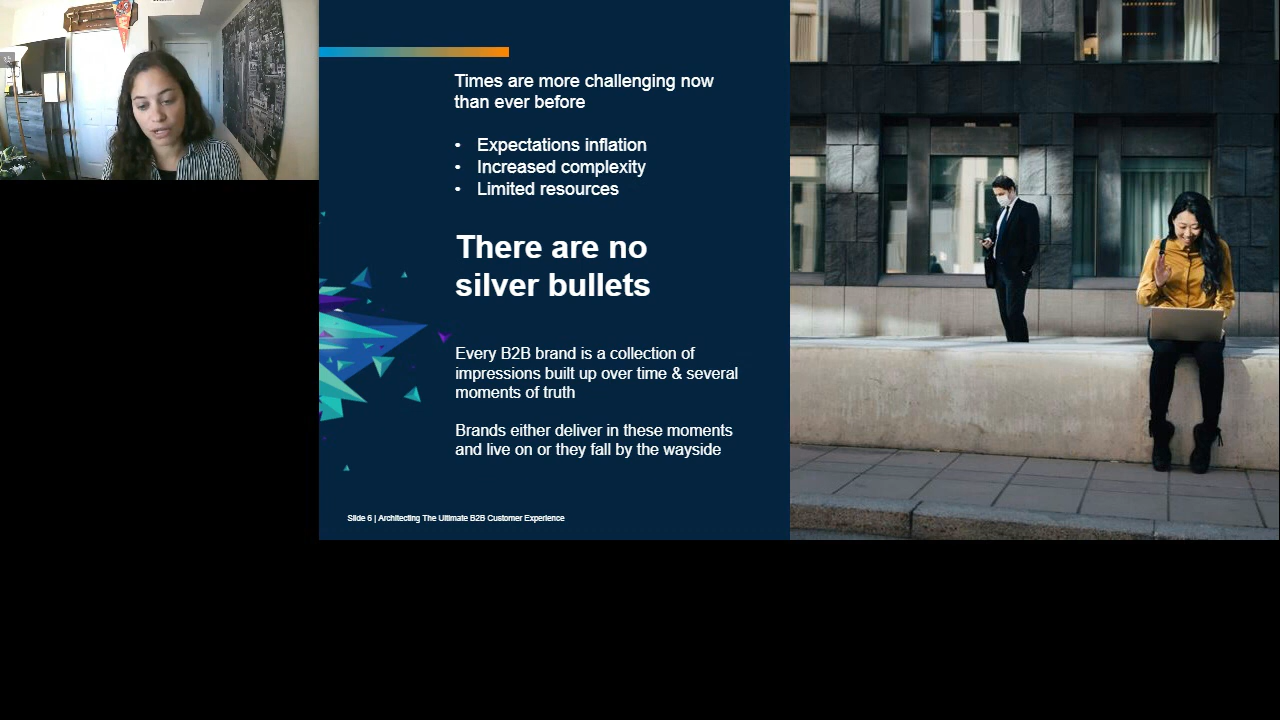 Times are more challenging now
than ever before
• Expectations inflation
• Increased complexity
• Limited resources
There are no
silver bullets
Every B2B brand is a collection of
impressions built up over time & several
moments of truth
Brands either deliver in these moments
and live on or they fall by the wayside
Slide 6 | Architecting The Ultimate B2B Customer Experience